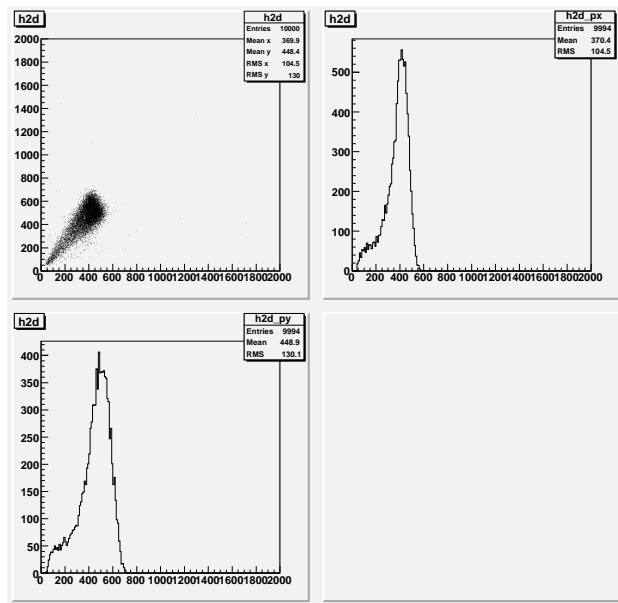 h2d
h2d
Entries 10000
Mean x 369.9
Mean y 448.4
RMS x 104.5
RMS y 130
2000
1800
1600
1400
1200
1000
800
600
400
200
0
0 200 400 600 800 1000 1200 1400 1600 1800 2000
h2d
h2d_px
Entries 9994
Mean 370.4
RMS 104.5
500
400
300
200
100
0
0 200 400 600 800 1000 1200 1400 1600 1800 2000
h2d
h2d_py
Entries 9994
Mean 448.9
RMS 130.1
400
350
300
250
200
150
100
50
0
0 200 400 600 800 1000 1200 1400 1600 1800 2000